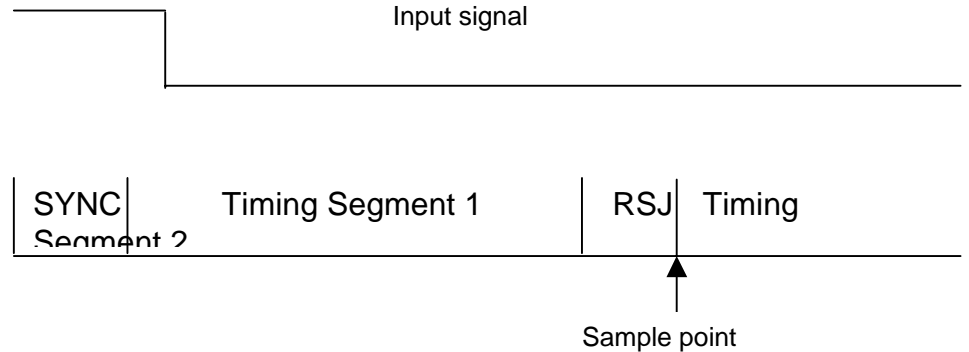 Input signal
SYNC Timing Segment 1 RSJ Timing
Segment 2
Sample point